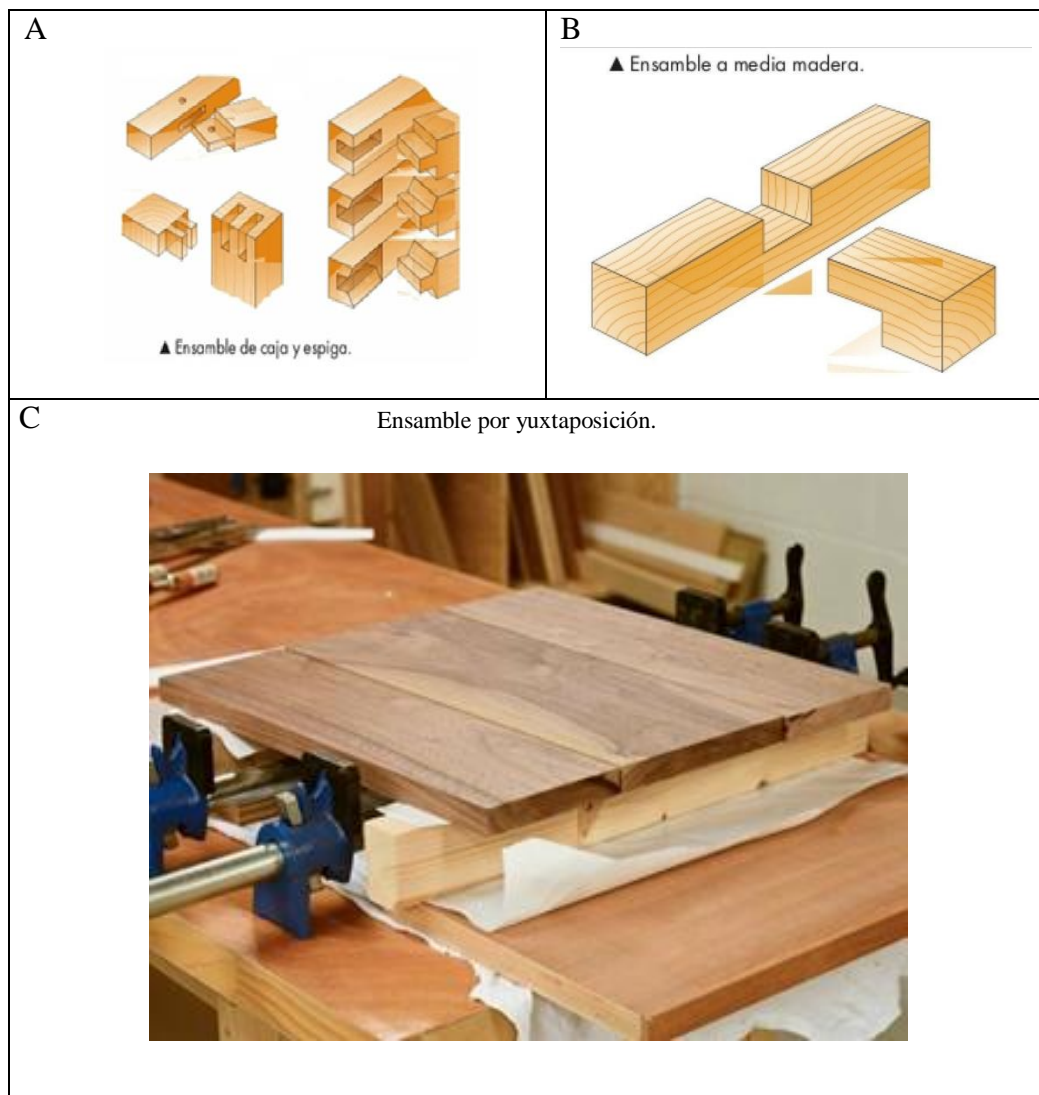 A
B
▲ Ensamble a media madera.
▲ Ensamble de caja y espiga.
C
Ensamble por yuxtaposición.